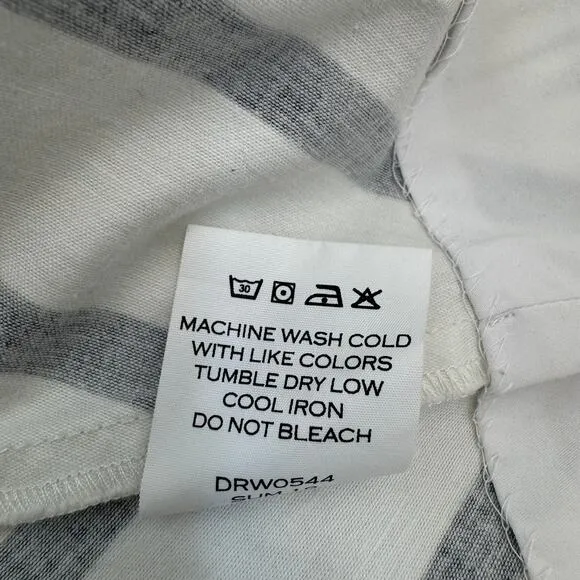 30
MACHINE WASH COLD
WITH LIKE COLORS
TUMBLE DRY LOW
COOL IRON
DO NOT BLEACH
DRW0544